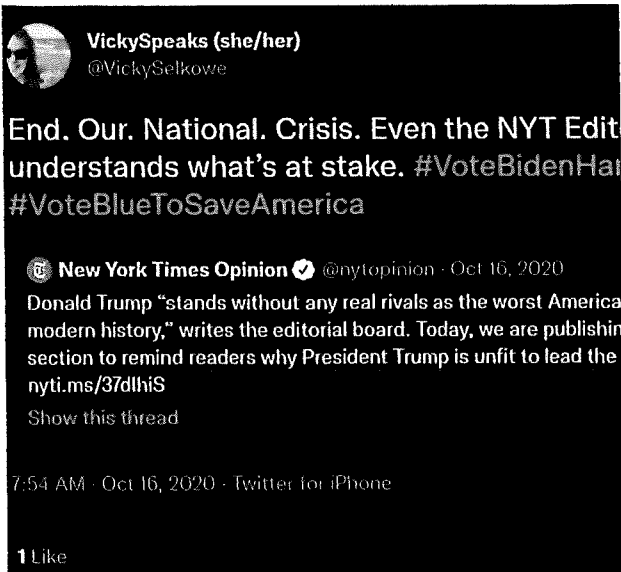 VickySpeaks (she/her)
@VickySelkowe
End. Our. National. Crisis. Even the NYT Edit
understands what's at stake. #VoteBidenHar
#VoteBlueToSaveAmerica
New York Times Opinion @nytopinion · Oct 16, 2020
Donald Trump “stands without any real rivals as the worst America
modern history,” writes the editorial board. Today, we are publishin
section to remind readers why President Trump is unfit to lead the
nyti.ms/37dlhiS
Show this thread
7:54 AM · Oct 16, 2020 · Twitter for iPhone
1 Like